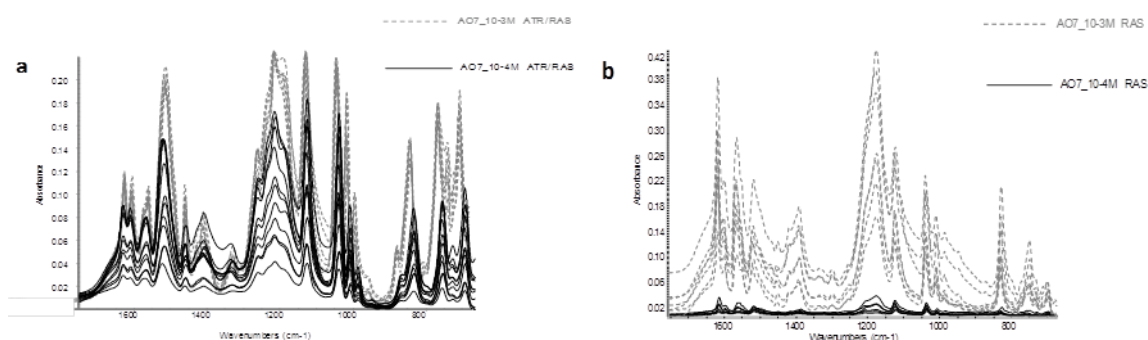 AO7_10-3M ATR/RAS
AO7_10-4M ATR/RAS
a
0.20
0.18
0.16
0.14
0.12
0.10
0.08
0.06
0.04
0.02
Absorbance
1600 1400 1200 1000 800
Wavenumbers (cm-1)
AO7_10-3M RAS
AO7_10-4M RAS
b
0.42
0.38
0.34
0.30
0.26
0.22
0.18
0.14
0.10
0.06
0.02
Absorbance
1600 1400 1200 1000 800
Wavenumbers (cm-1)